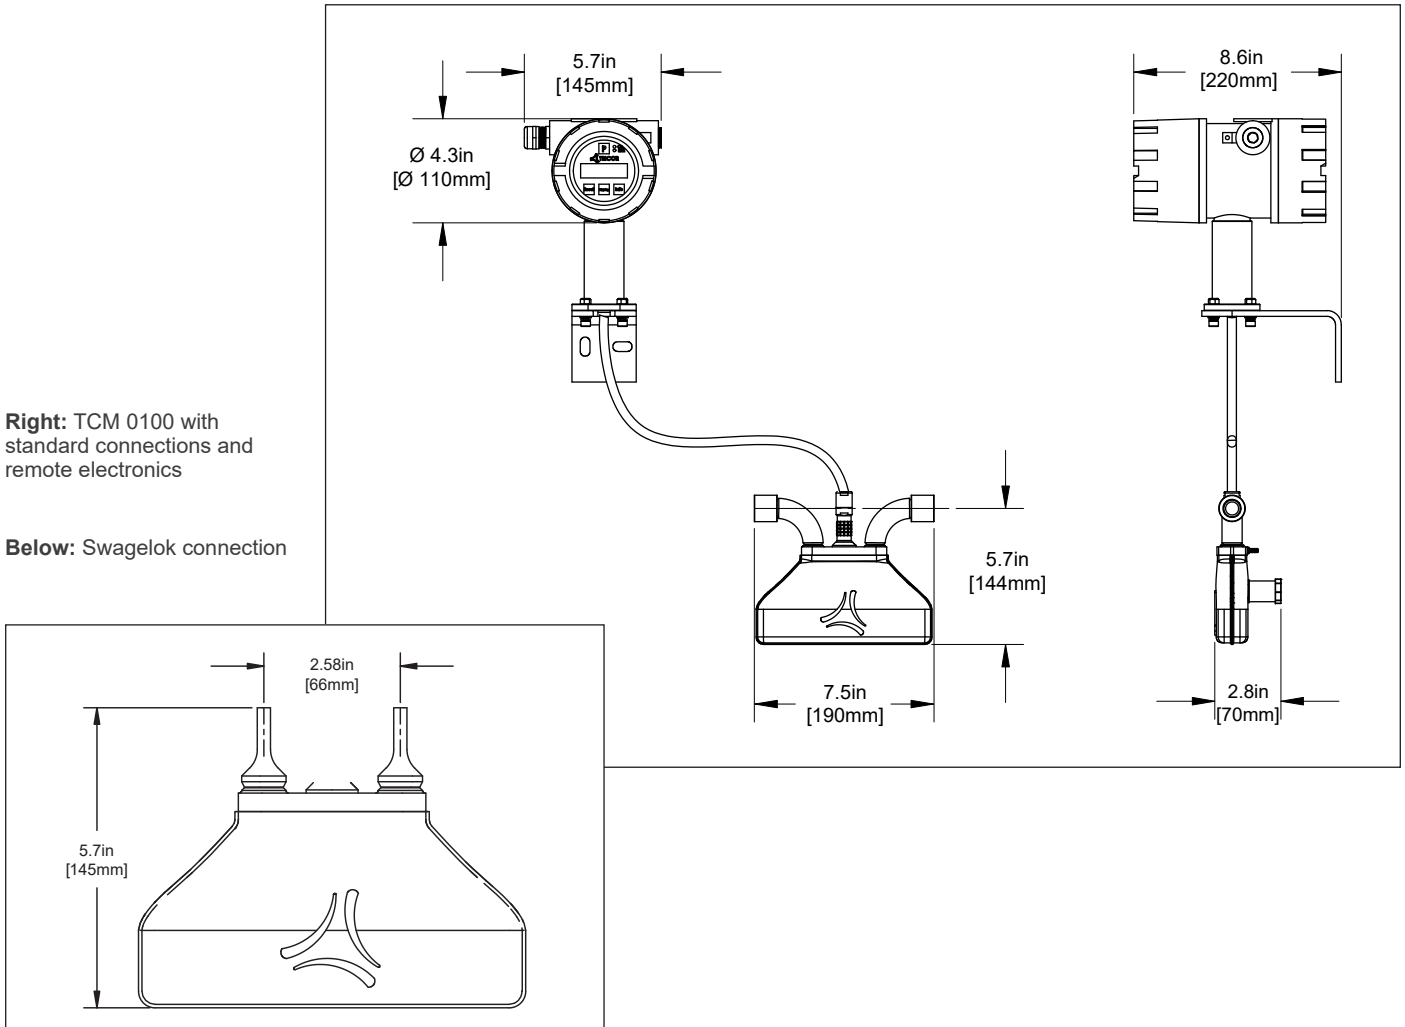 5.7in
[145mm]
8.6in
[220mm]
Ø 4.3in
[Ø 110mm]
P
Right: TCM 0100 with
standard connections and
remote electronics
Below: Swagelok connection
5.7in
[144mm]
7.5in
[190mm]
2.8in
[70mm]
2.58in
[66mm]
5.7in
[145mm]